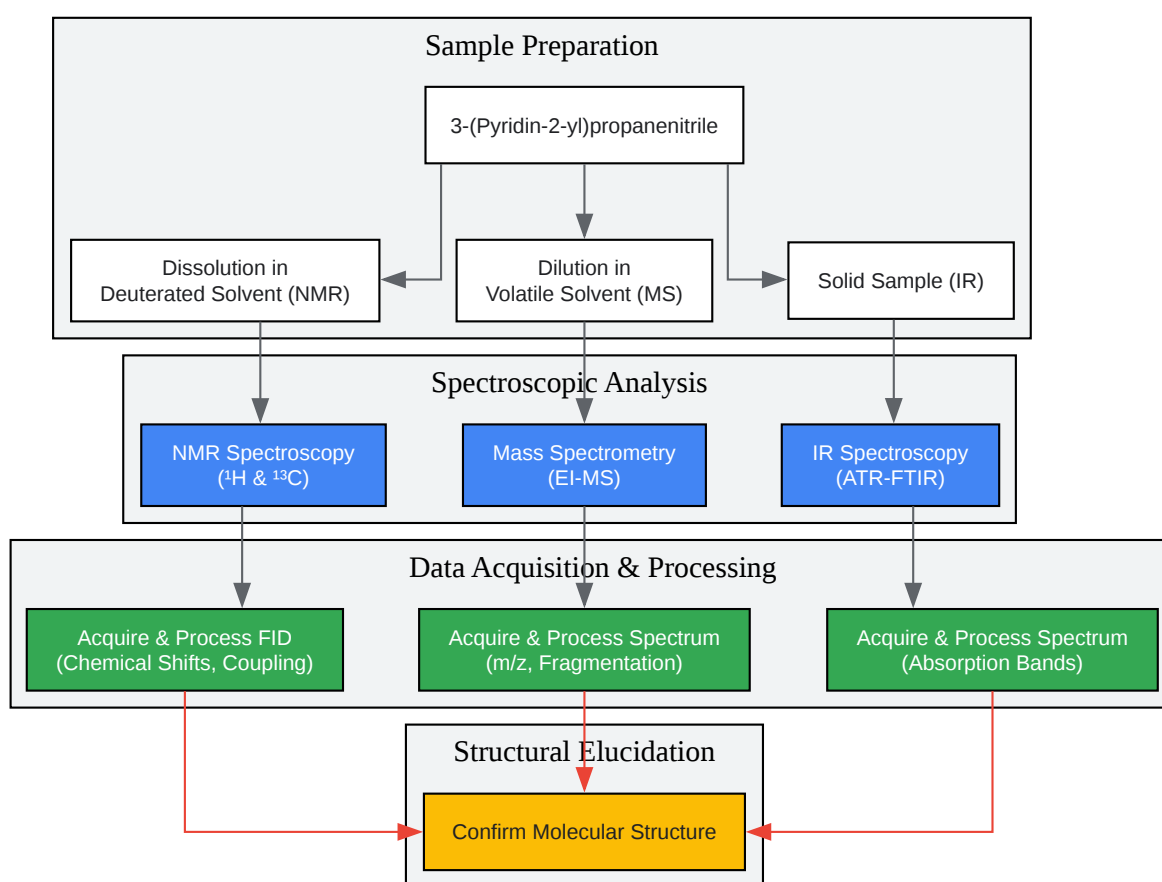 Sample Preparation
3-(Pyridin-2-yl)propanenitrile
Dissolution in
Deuterated Solvent (NMR)
Dilution in
Volatile Solvent (MS)
Solid Sample (IR)
Spectroscopic Analysis
NMR Spectroscopy
(¹H & ¹³C)
Mass Spectrometry
(EI-MS)
IR Spectroscopy
(ATR-FTIR)
Data Acquisition & Processing
Acquire & Process FID
(Chemical Shifts, Coupling)
Acquire & Process Spectrum
(m/z, Fragmentation)
Acquire & Process Spectrum
(Absorption Bands)
Structural Elucidation
Confirm Molecular Structure